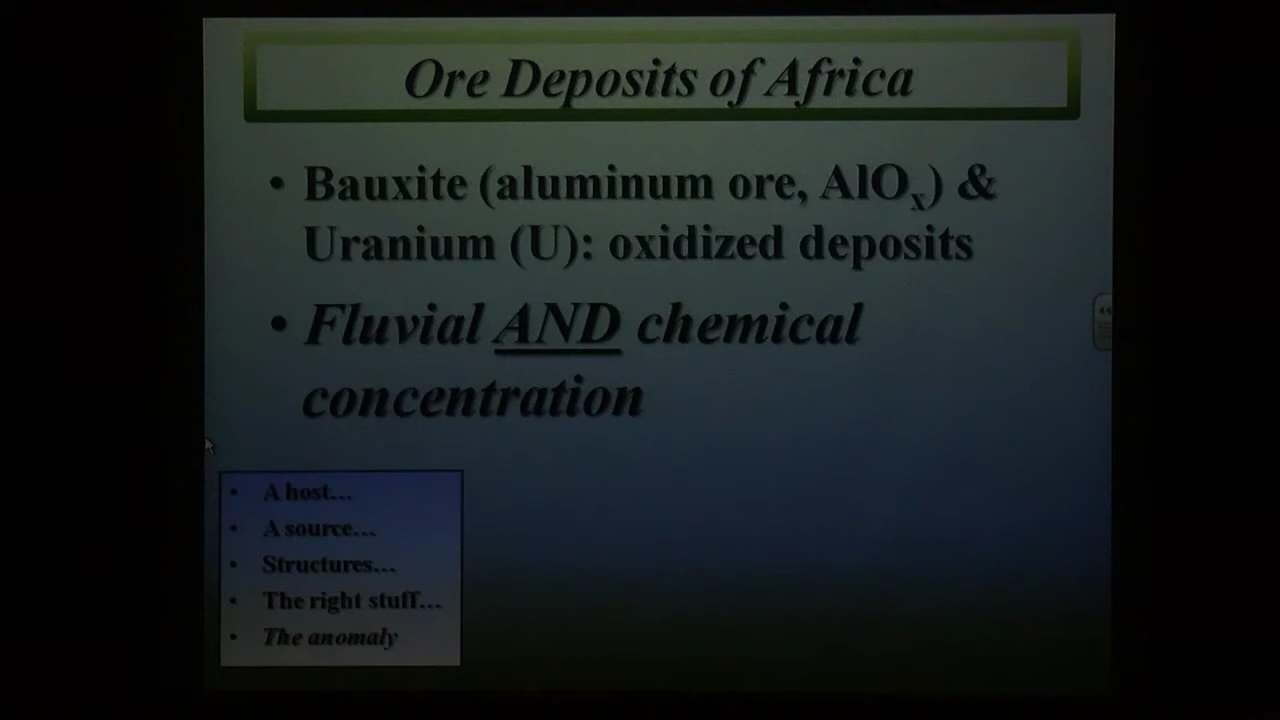 Ore Deposits of Africa
• Bauxite (aluminum ore, AlOₓ) &
Uranium (U): oxidized deposits
• Fluvial AND chemical
concentration
• A host...
• A source...
• Structures...
• The right stuff...
• The anomaly